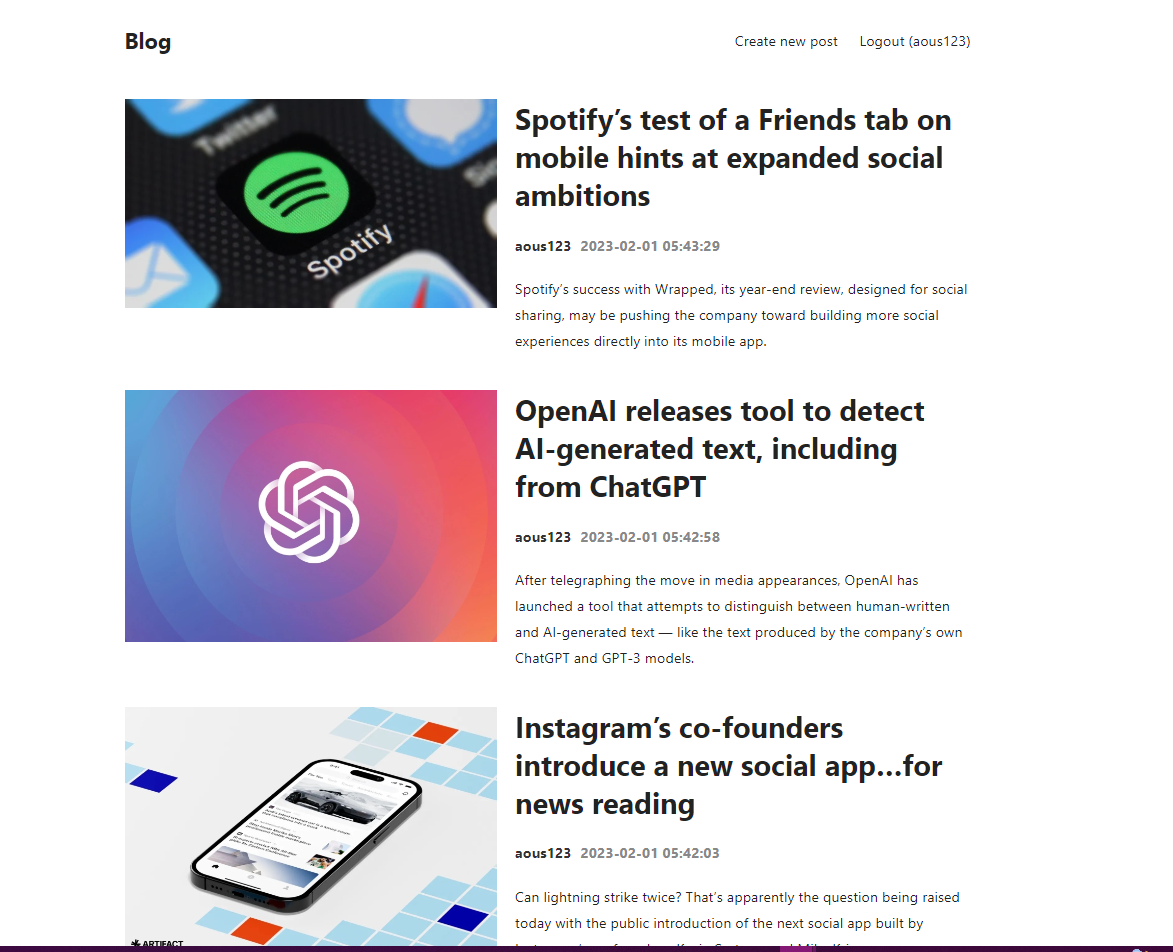 Blog
Create new post
Logout (aous123)
Twitter
Spotify
Spotify’s test of a Friends tab on
mobile hints at expanded social
ambitions
aous123 2023-02-01 05:43:29
Spotify’s success with Wrapped, its year-end review, designed for social
sharing, may be pushing the company toward building more social
experiences directly into its mobile app.
OpenAI releases tool to detect
AI-generated text, including
from ChatGPT
aous123 2023-02-01 05:42:58
After telegraphing the move in media appearances, OpenAI has
launched a tool that attempts to distinguish between human-written
and AI-generated text — like the text produced by the company’s own
ChatGPT and GPT-3 models.
Instagram’s co-founders
introduce a new social app…for
news reading
aous123 2023-02-01 05:42:03
Can lightning strike twice? That’s apparently the question being raised
today with the public introduction of the next social app built by
ARTIFACT